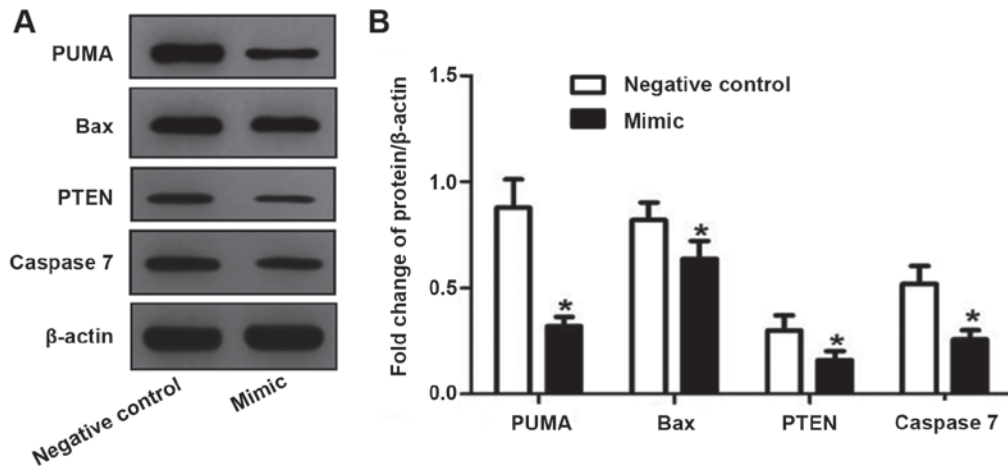 A
PUMA
Bax
PTEN
Caspase 7
β-actin
Negative control
Mimic
B
Fold change of protein/β-actin
1.5
1.0
0.5
0.0
Negative control
Mimic
*
*
*
*
PUMA
Bax
PTEN
Caspase 7